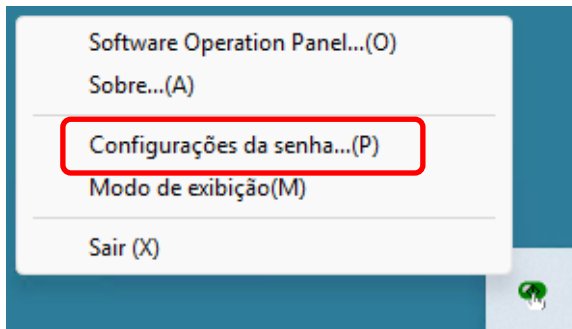 Software Operation Panel...(O)
Sobre...(A)
Configurações da senha...(P)
Modo de exibição(M)
Sair (X)